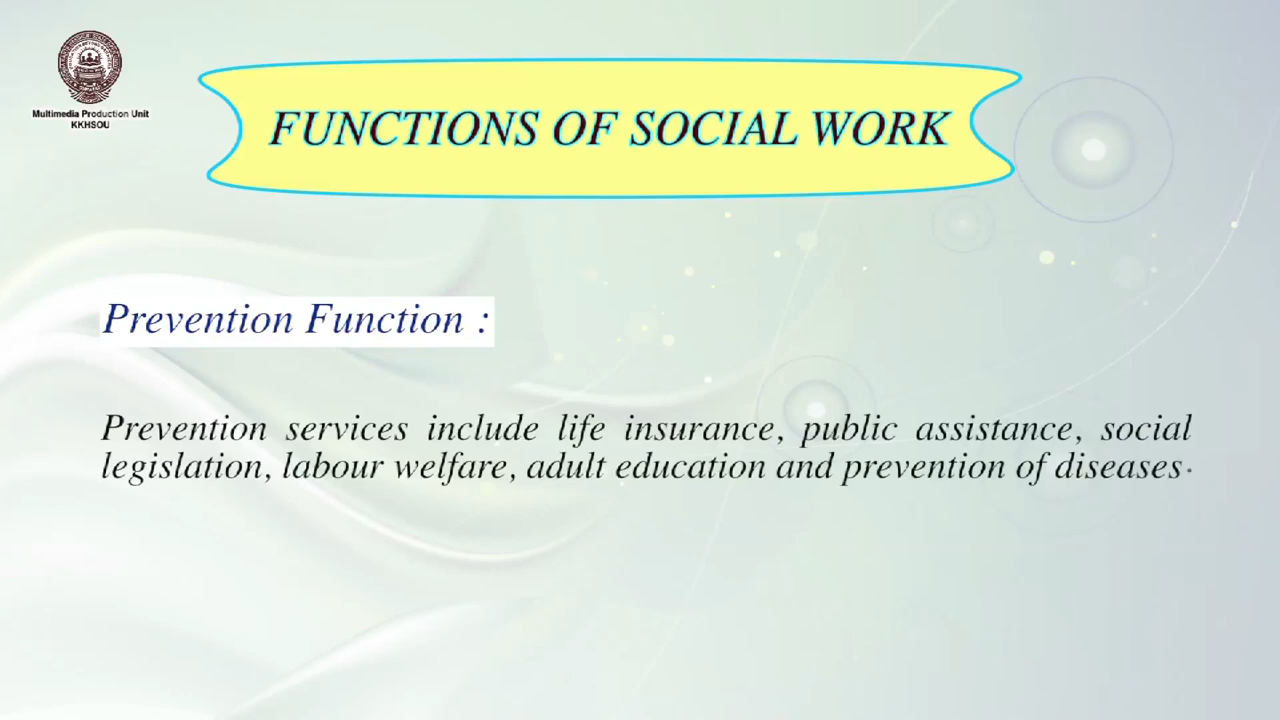 Multimedia Production Unit
KKHSOU
FUNCTIONS OF SOCIAL WORK
Prevention Function :
Prevention services include life insurance, public assistance, social
legislation, labour welfare, adult education and prevention of diseases.